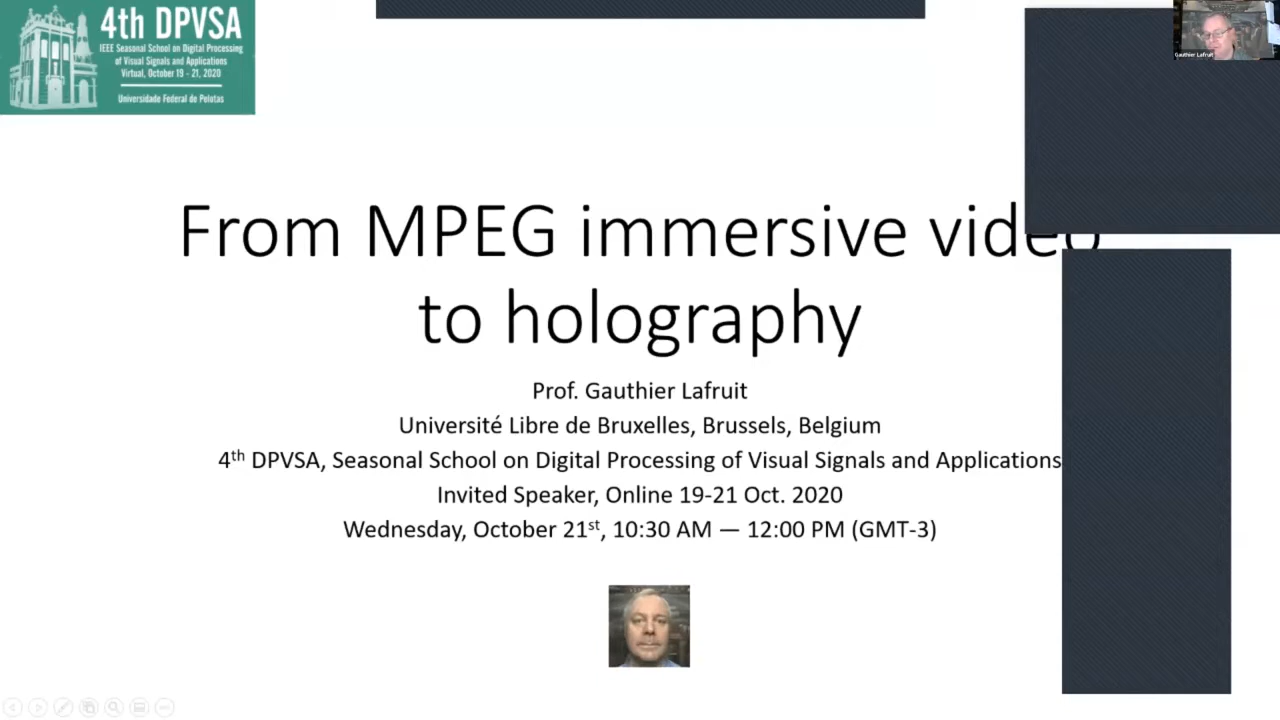 4th DPVSA
IEEE Seasonal School on Digital Processing
of Visual Signals and Applications
Virtual, October 19 - 21, 2020
Universidade Federal de Pelotas
Gauthier Lafruit
From MPEG immersive video
to holography
Prof. Gauthier Lafruit
Université Libre de Bruxelles, Brussels, Belgium
4th DPVSA, Seasonal School on Digital Processing of Visual Signals and Applications
Invited Speaker, Online 19-21 Oct. 2020
Wednesday, October 21st, 10:30 AM — 12:00 PM (GMT-3)